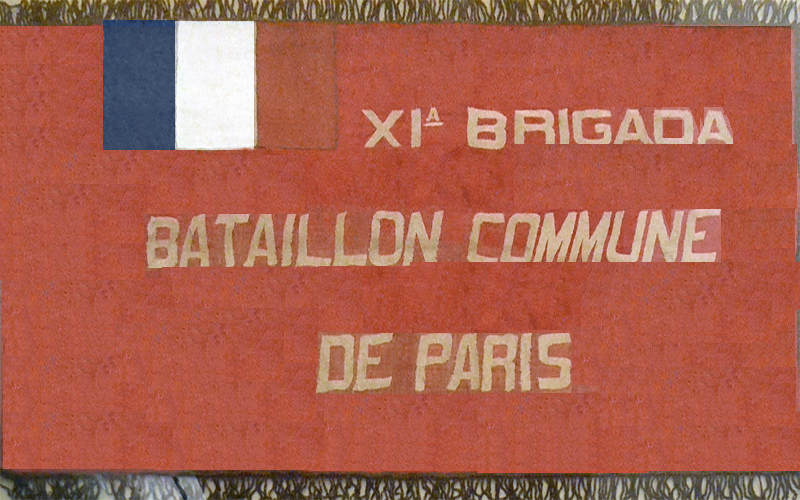 XIᴬ BRIGADA
BATAILLON COMMUNE
DE PARIS